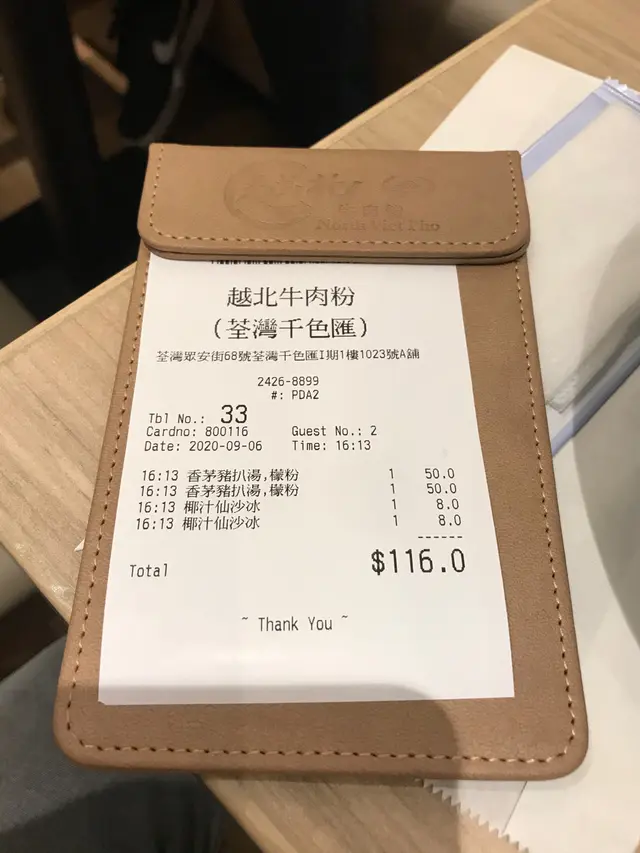 牛肉粉
North Viet Pho
越北牛肉粉
(荃灣千色匯)
荃灣眾安街68號荃灣千色匯I期1樓1023號A舖
2426-8899
#: PDA2
Tbl No.: 33
Cardno: 800116 Guest No.: 2
Date: 2020-09-06 Time: 16:13
16:13 香茅豬扒湯,檬粉 1 50.0
16:13 香茅豬扒湯,檬粉 1 50.0
16:13 椰汁仙沙冰 1 8.0
16:13 椰汁仙沙冰 1 8.0
------
Total $116.0
~ Thank You ~